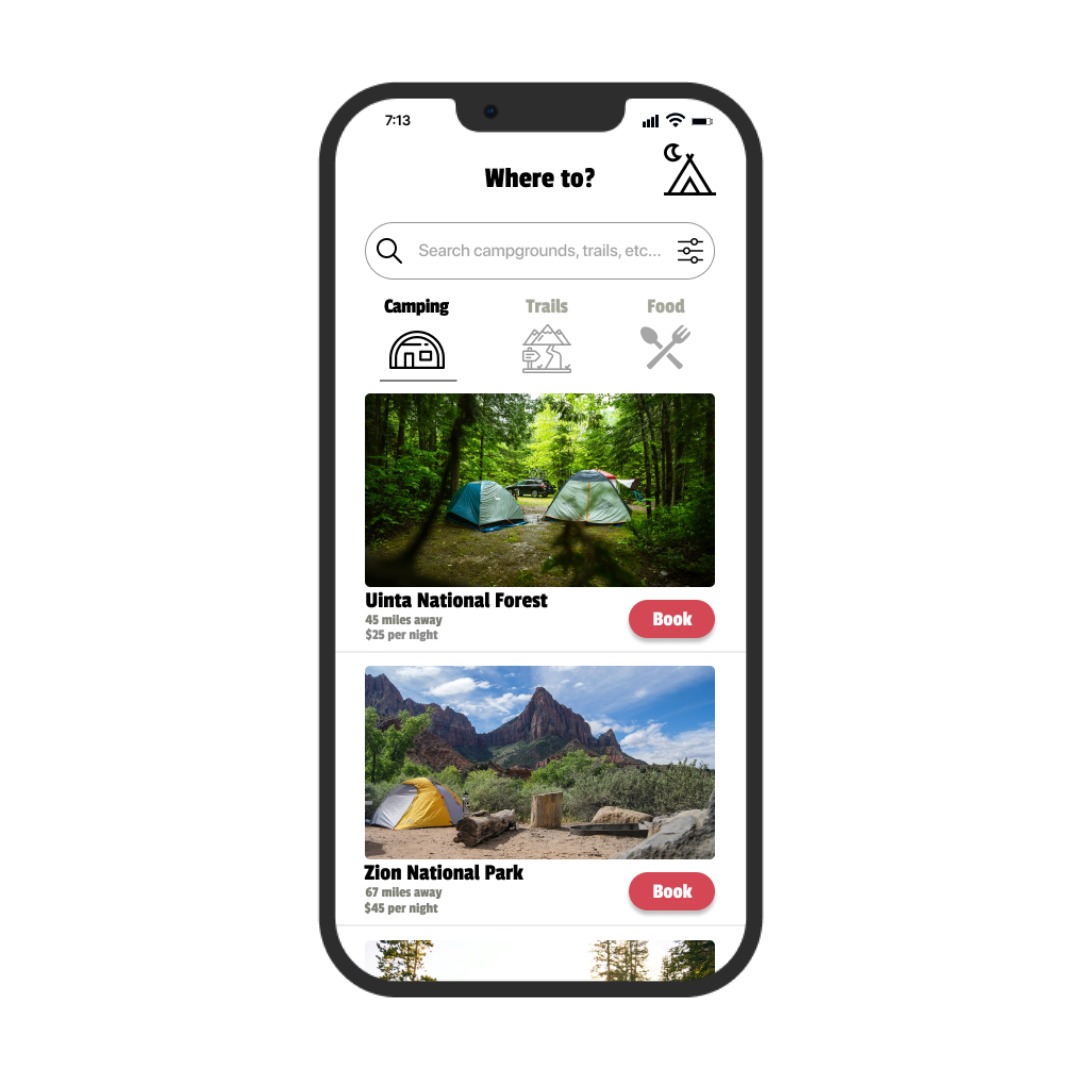 7:13
Where to?
Search campgrounds, trails, etc...
Camping Trails Food
Uinta National Forest
45 miles away
$25 per night
Book
Zion National Park
67 miles away
$45 per night
Book